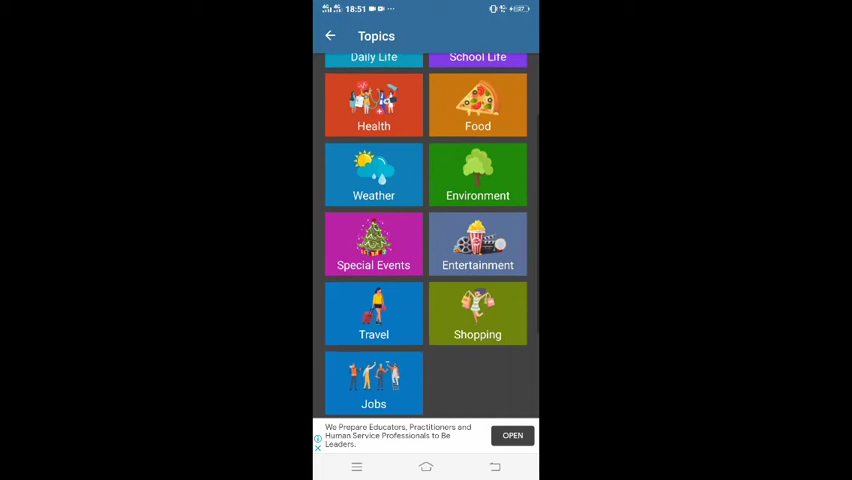 18:51
Topics
Daily Life
School Life
Health
Food
Weather
Environment
Special Events
Entertainment
Travel
Shopping
Jobs
We Prepare Educators, Practitioners and
Human Service Professionals to Be
Leaders.
OPEN